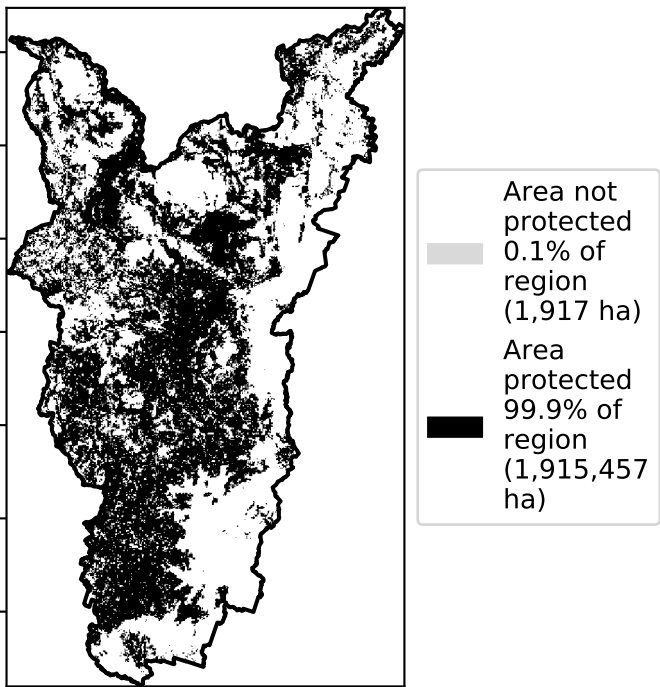 Area not
protected
0.1% of
region
(1,917 ha)
Area
protected
99.9% of
region
(1,915,457
ha)